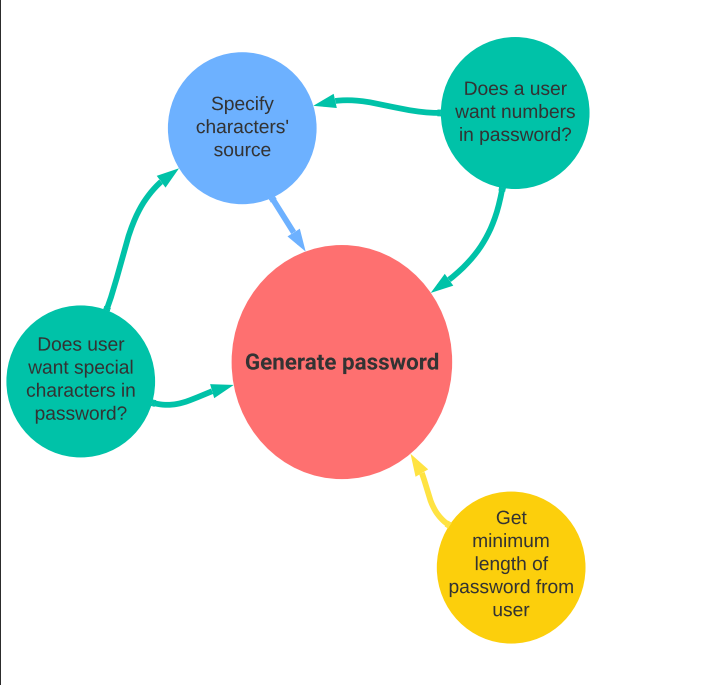 Specify
characters'
source
Does a user
want numbers
in password?
Does user
want special
characters in
password?
Generate password
Get
minimum
length of
password from
user